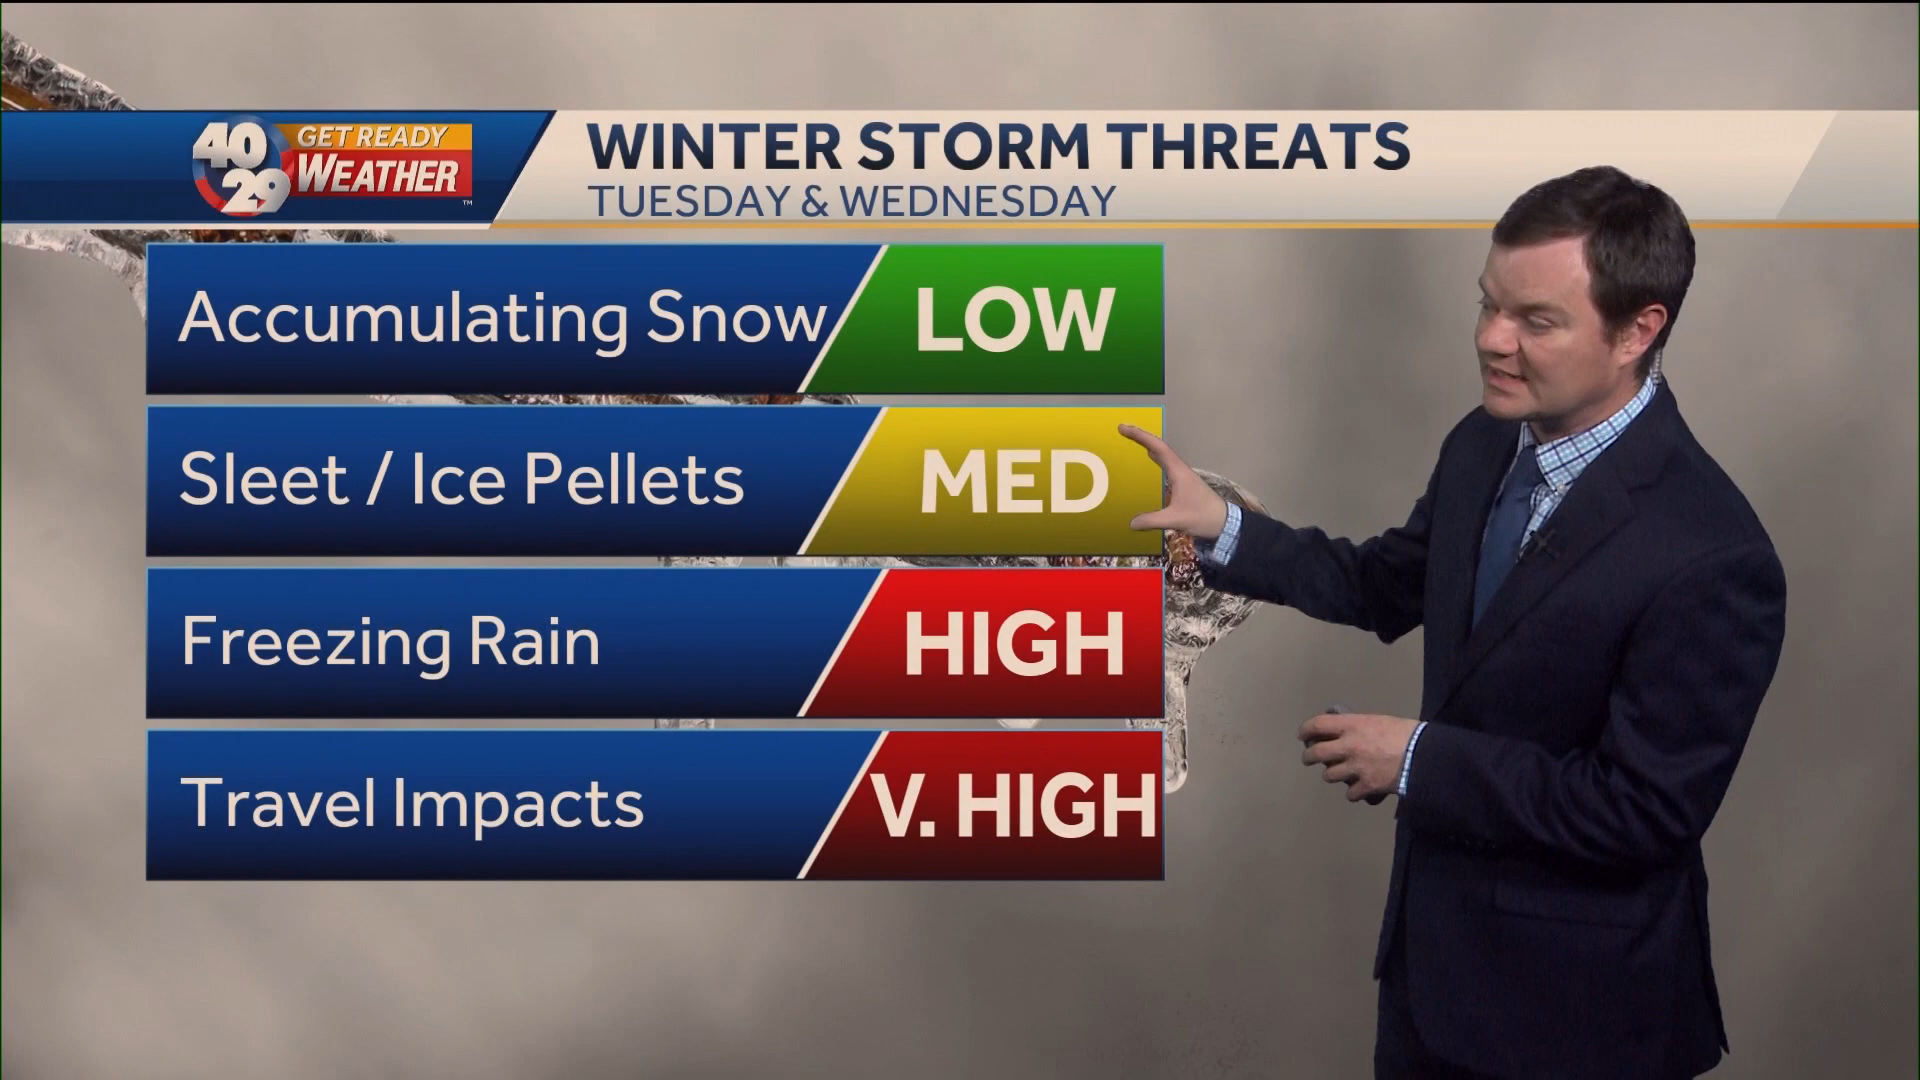 40
29
GET READY
WEATHER
™
WINTER STORM THREATS
TUESDAY & WEDNESDAY
Accumulating Snow LOW
Sleet / Ice Pellets MED
Freezing Rain HIGH
Travel Impacts V. HIGH